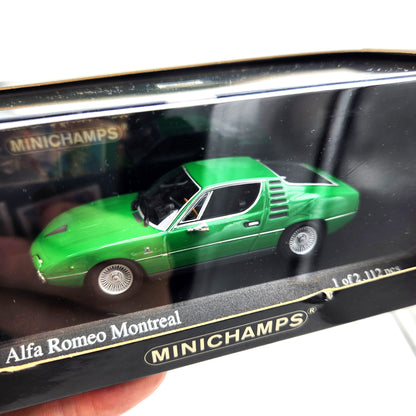 MINICHAMPS
Alfa Romeo Montreal
1 of 2.112 pcs
MINICHAMPS®